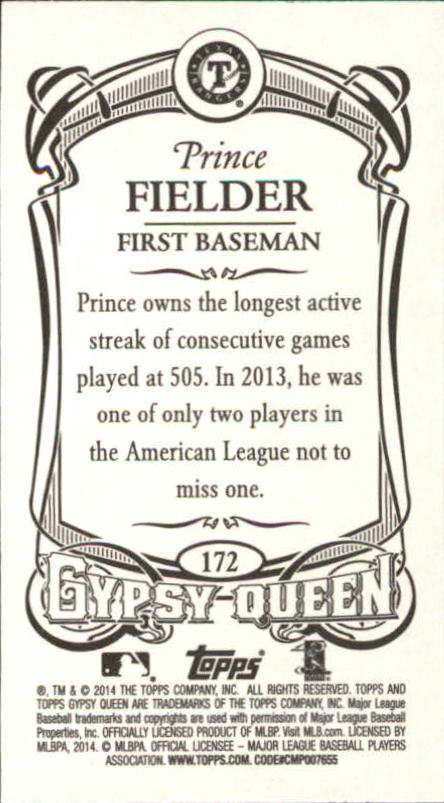 TEXAS
T
RANGERS
®
Prince
FIELDER
FIRST BASEMAN
Prince owns the longest active
streak of consecutive games
played at 505. In 2013, he was
one of only two players in
the American League not to
miss one.
172
GYPSY QUEEN
topps®
®, TM & © 2014 THE TOPPS COMPANY, INC. ALL RIGHTS RESERVED. TOPPS AND
TOPPS GYPSY QUEEN ARE TRADEMARKS OF THE TOPPS COMPANY, INC. Major League
Baseball trademarks and copyrights are used with permission of Major League Baseball
Properties, Inc. OFFICIALLY LICENSED PRODUCT OF MLBP. Visit MLB.com. LICENSED BY
MLBPA, 2014. © MLBPA. OFFICIAL LICENSEE – MAJOR LEAGUE BASEBALL PLAYERS
ASSOCIATION. WWW.TOPPS.COM. CODE#CMP007655